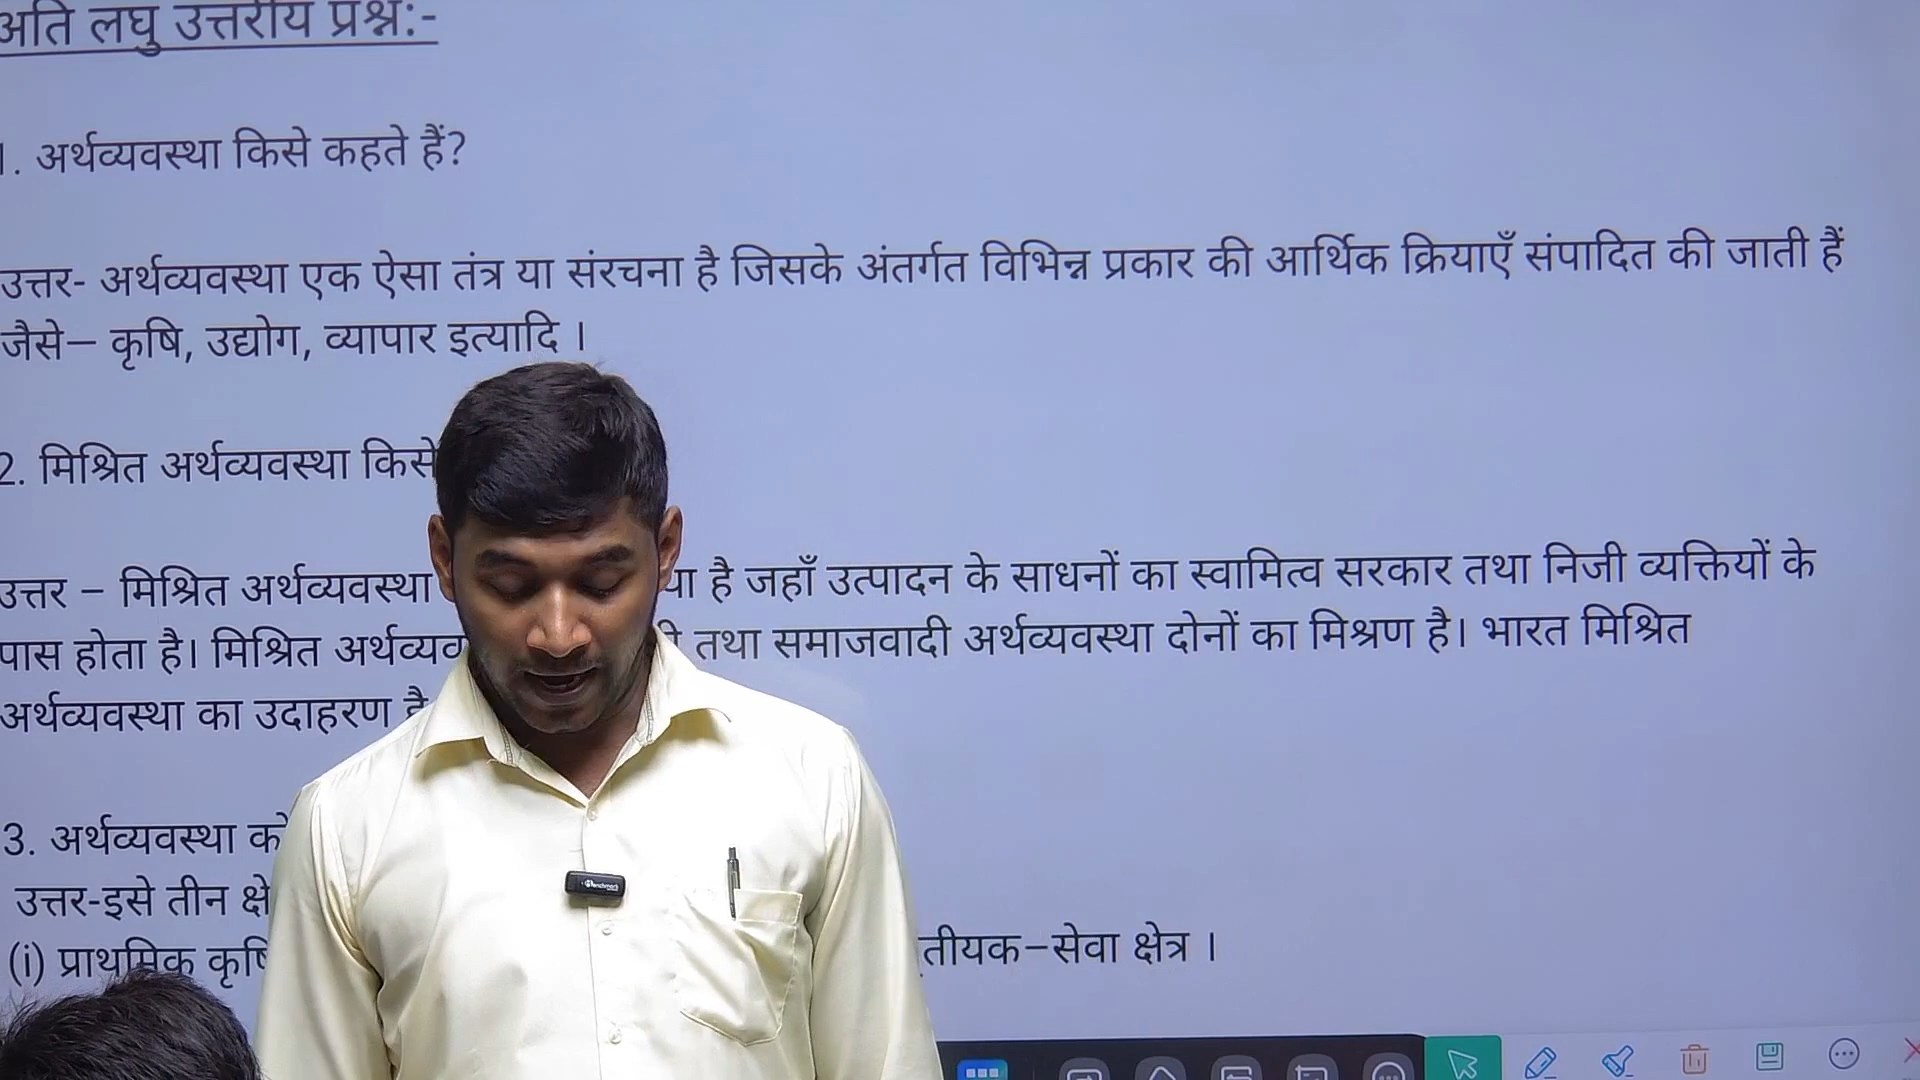 अति लघु उत्तरीय प्रश्न:-
1. अर्थव्यवस्था किसे कहते हैं?
उत्तर- अर्थव्यवस्था एक ऐसा तंत्र या संरचना है जिसके अंतर्गत विभिन्न प्रकार की आर्थिक क्रियाएँ संपादित की जाती हैं
जैसे– कृषि, उद्योग, व्यापार इत्यादि ।
2. मिश्रित अर्थव्यवस्था किसे
उत्तर – मिश्रित अर्थव्यवस्था है जहाँ उत्पादन के साधनों का स्वामित्व सरकार तथा निजी व्यक्तियों के
पास होता है। मिश्रित तथा समाजवादी अर्थव्यवस्था दोनों का मिश्रण है। भारत मिश्रित
अर्थव्यवस्था का उदाहरण है
3. अर्थव्यवस्था को
उत्तर-इसे तीन
(i) प्राथमिक सेवा क्षेत्र ।